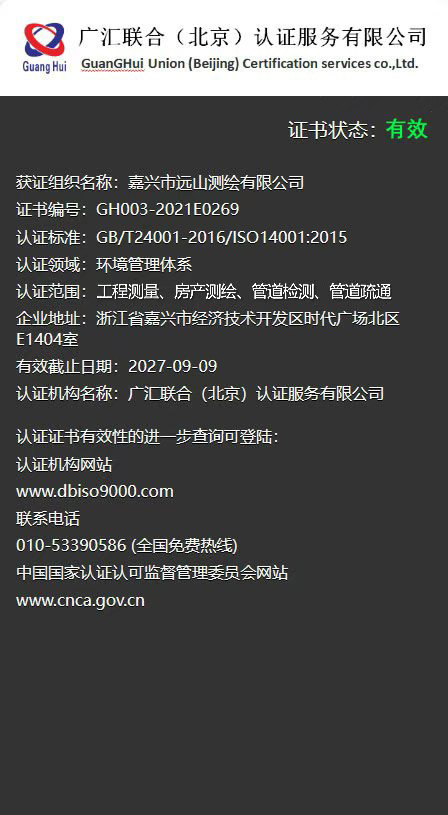 广汇联合（北京）认证服务有限公司
GuanGHui Union (Beijing) Certification services co.,Ltd.
Guang Hui
证书状态：有效
获证组织名称：嘉兴市远山测绘有限公司
证书编号：GH003-2021E0269
认证标准：GB/T24001-2016/ISO14001:2015
认证领域：环境管理体系
认证范围：工程测量、房产测绘、管道检测、管道疏通
企业地址：浙江省嘉兴市经济技术开发区时代广场北区
E1404室
有效截止日期：2027-09-09
认证机构名称：广汇联合（北京）认证服务有限公司
认证证书有效性的进一步查询可登陆：
认证机构网站
www.dbiso9000.com
联系电话
010-53390586 (全国免费热线)
中国国家认证认可监督管理委员会网站
www.cnca.gov.cn